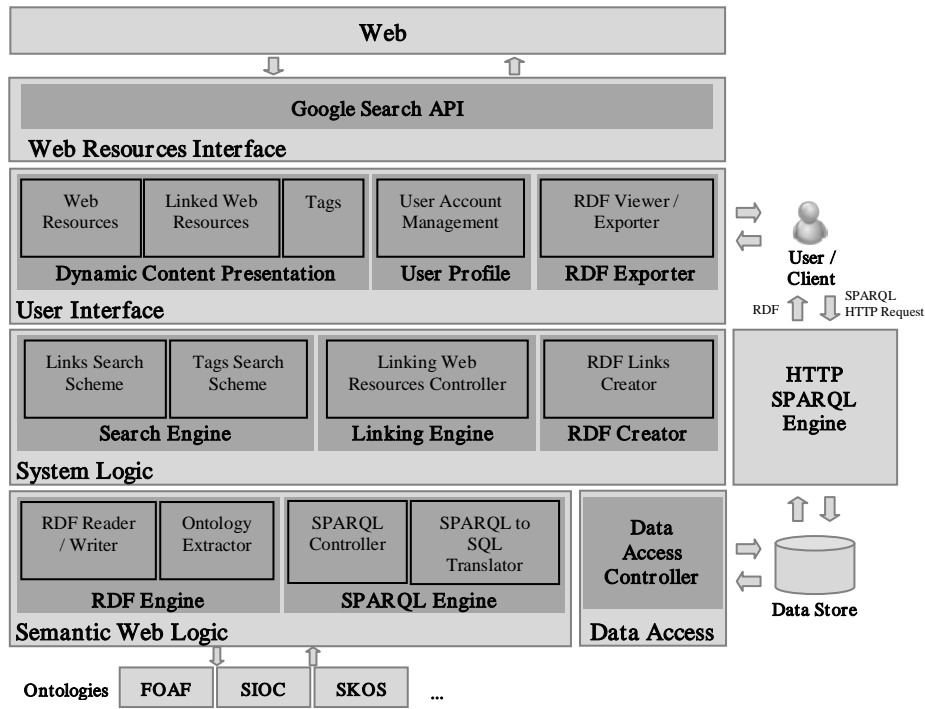 Web
Google Search API
Web Resources Interface
Web
Resources
Linked Web
Resources
Tags
User Account
Management
RDF Viewer /
Exporter
Dynamic Content Presentation
User Profile
RDF Exporter
User Interface
User /
Client
RDF
SPARQL
HTTP Request
Links Search
Scheme
Tags Search
Scheme
Linking Web
Resources Controller
RDF Links
Creator
Search Engine
Linking Engine
RDF Creator
System Logic
HTTP
SPARQL
Engine
RDF Reader
/ Writer
Ontology
Extractor
SPARQL
Controller
SPARQL to
SQL
Translator
RDF Engine
SPARQL Engine
Semantic Web Logic
Data
Access
Controller
Data Access
Data Store
Ontologies
FOAF
SIOC
SKOS
...